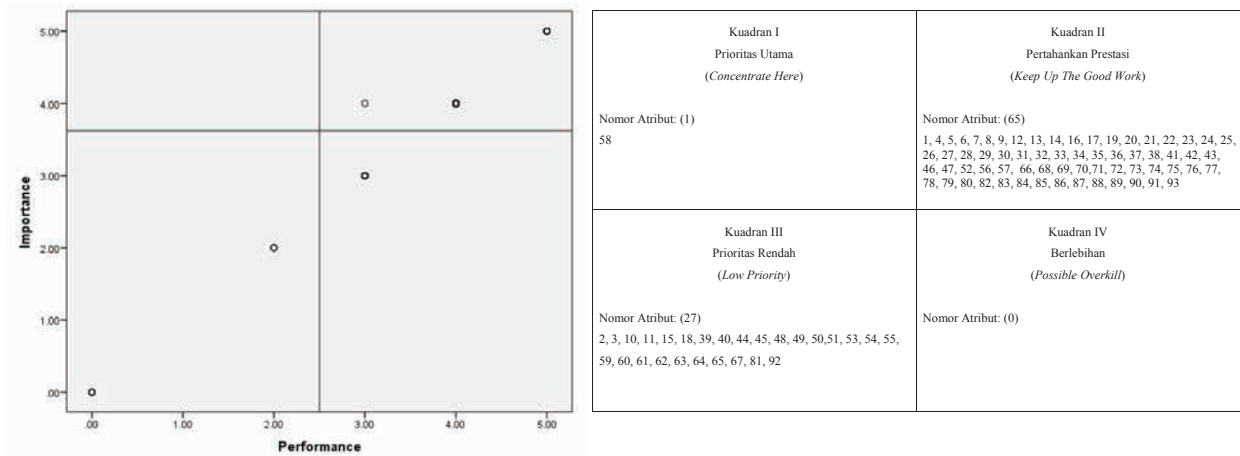 5.00
4.00
3.00
2.00
1.00
.00
Importance
.00 1.00 2.00 3.00 4.00 5.00
Performance
Kuadran I
Prioritas Utama
(Concentrate Here)
Nomor Atribut: (1)
58
Kuadran II
Pertahankan Prestasi
(Keep Up The Good Work)
Nomor Atribut: (65)
1, 4, 5, 6, 7, 8, 9, 12, 13, 14, 16, 17, 19, 20, 21, 22, 23, 24, 25,
26, 27, 28, 29, 30, 31, 32, 33, 34, 35, 36, 37, 38, 41, 42, 43,
46, 47, 52, 56, 57, 66, 68, 69, 70,71, 72, 73, 74, 75, 76, 77,
78, 79, 80, 82, 83, 84, 85, 86, 87, 88, 89, 90, 91, 93
Kuadran III
Prioritas Rendah
(Low Priority)
Nomor Atribut: (27)
2, 3, 10, 11, 15, 18, 39, 40, 44, 45, 48, 49, 50,51, 53, 54, 55,
59, 60, 61, 62, 63, 64, 65, 67, 81, 92
Kuadran IV
Berlebihan
(Possible Overkill)
Nomor Atribut: (0)